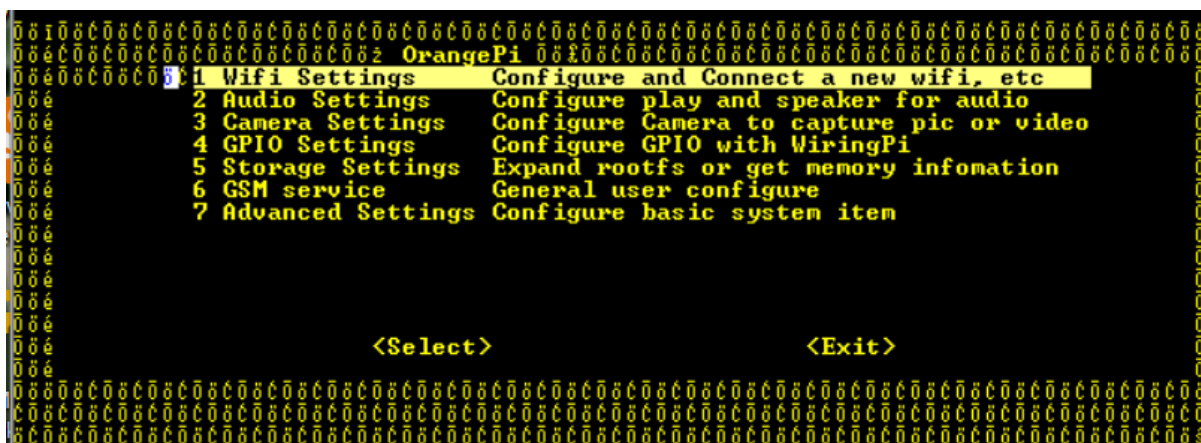 OrangePi
1 Wifi Settings Configure and Connect a new wifi, etc
2 Audio Settings Configure play and speaker for audio
3 Camera Settings Configure Camera to capture pic or video
4 GPIO Settings Configure GPIO with WiringPi
5 Storage Settings Expand rootfs or get memory infomation
6 GSM service General user configure
7 Advanced Settings Configure basic system item
<Select> <Exit>